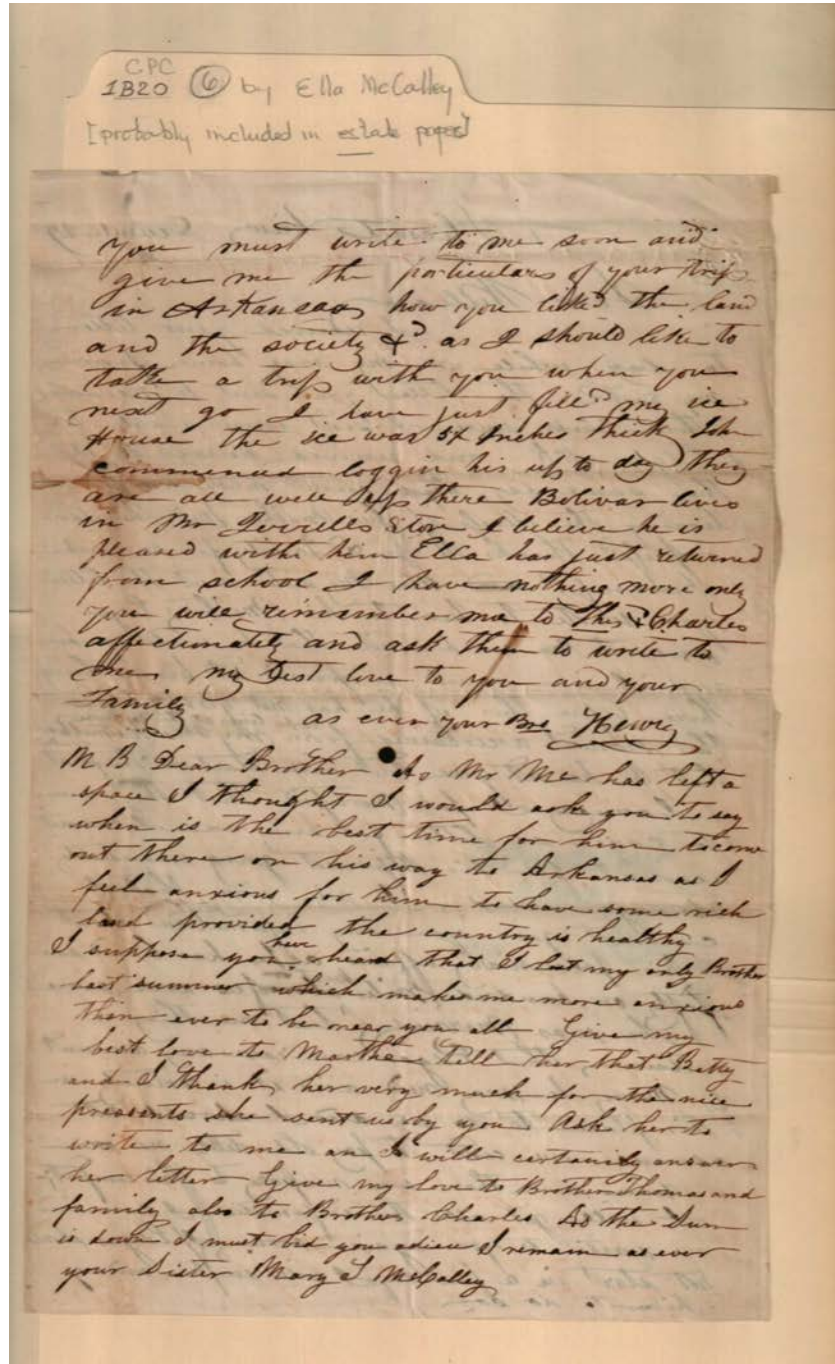 CPC
1B20 (6) by Ella McCalley
[probably included in estate papers]
you must write to me soon and
give me the particulars of your trip
in Arkansas how you liked the land
and the society &c. as I should like to
take a trip with you when you
next go I have just fill'd my ice
House the ice was Inches thick John
commenced loggin his up to day they
are all well up there Bolivar lives
in Mr Store I believe he is
pleased with him Ella has just returned
from school I have nothing more only
you will remember me to Thos & Charles
affectionately and ask them to write to
me my best love to you and your
Family
as ever your Bro Henry
N B Dear Brother As Mr Mc has left a
space I thought I would ask you to say
when is the best time for him to come
out there on his way to Arkansas as I
feel anxious for him to have some rich
land provided the country is healthy
I suppose you have heard that I lost my only Brother
last summer which makes me more anxious
than ever to be near you all Give my
best love to Martha Tell her that Betty
and I thank her very much for the nice
pressents she sent us by you Ask her to
write to me an I will certainly answer
her letter Give my love to Brother Thomas and
family also to Brother Charles As the Sun
is down I must bid you adieu I remain as ever
your Sister Mary J McCalley